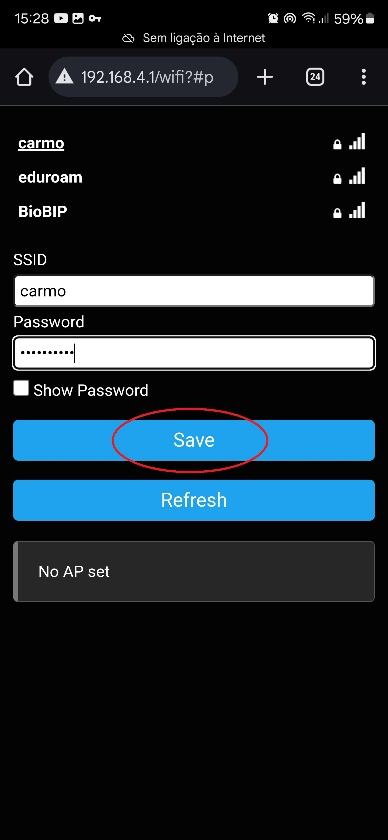 15:28 59%
Sem ligação à Internet
192.168.4.1/wifi?#p 24
carmo
eduroam
BioBIP
SSID
carmo
Password
••••••••••
Show Password
Save
Refresh
No AP set